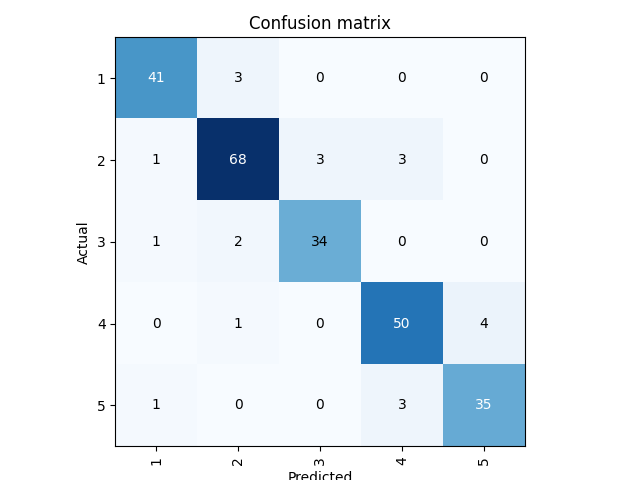 Confusion matrix
1 41 3 0 0 0
2 1 68 3 3 0
Actual
3 1 2 34 0 0
4 0 1 0 50 4
5 1 0 0 3 35
1 2 3 4 5
Predicted